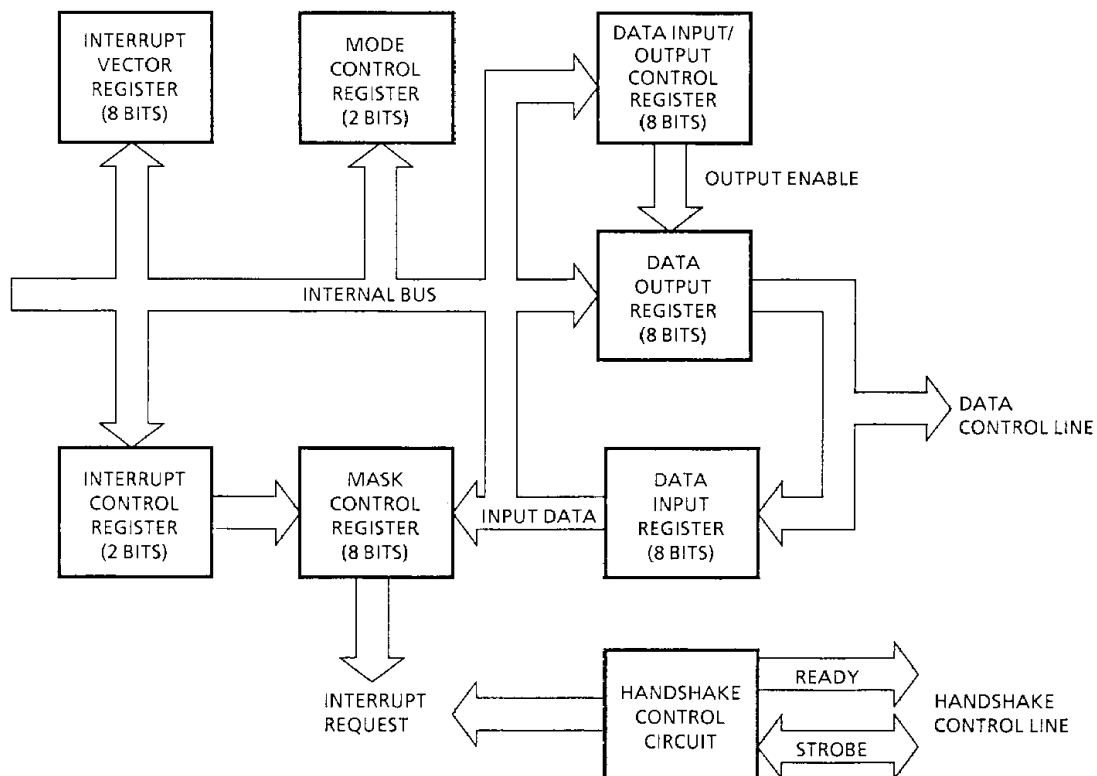 INTERRUPT
VECTOR
REGISTER
(8 BITS)
MODE
CONTROL
REGISTER
(2 BITS)
DATA INPUT/
OUTPUT
CONTROL
REGISTER
(8 BITS)
OUTPUT ENABLE
INTERNAL BUS
DATA
OUTPUT
REGISTER
(8 BITS)
DATA
CONTROL LINE
INTERRUPT
CONTROL
REGISTER
(2 BITS)
MASK
CONTROL
REGISTER
(8 BITS)
INPUT DATA
DATA
INPUT
REGISTER
(8 BITS)
INTERRUPT
REQUEST
HANDSHAKE
CONTROL
CIRCUIT
READY
STROBE
HANDSHAKE
CONTROL LINE